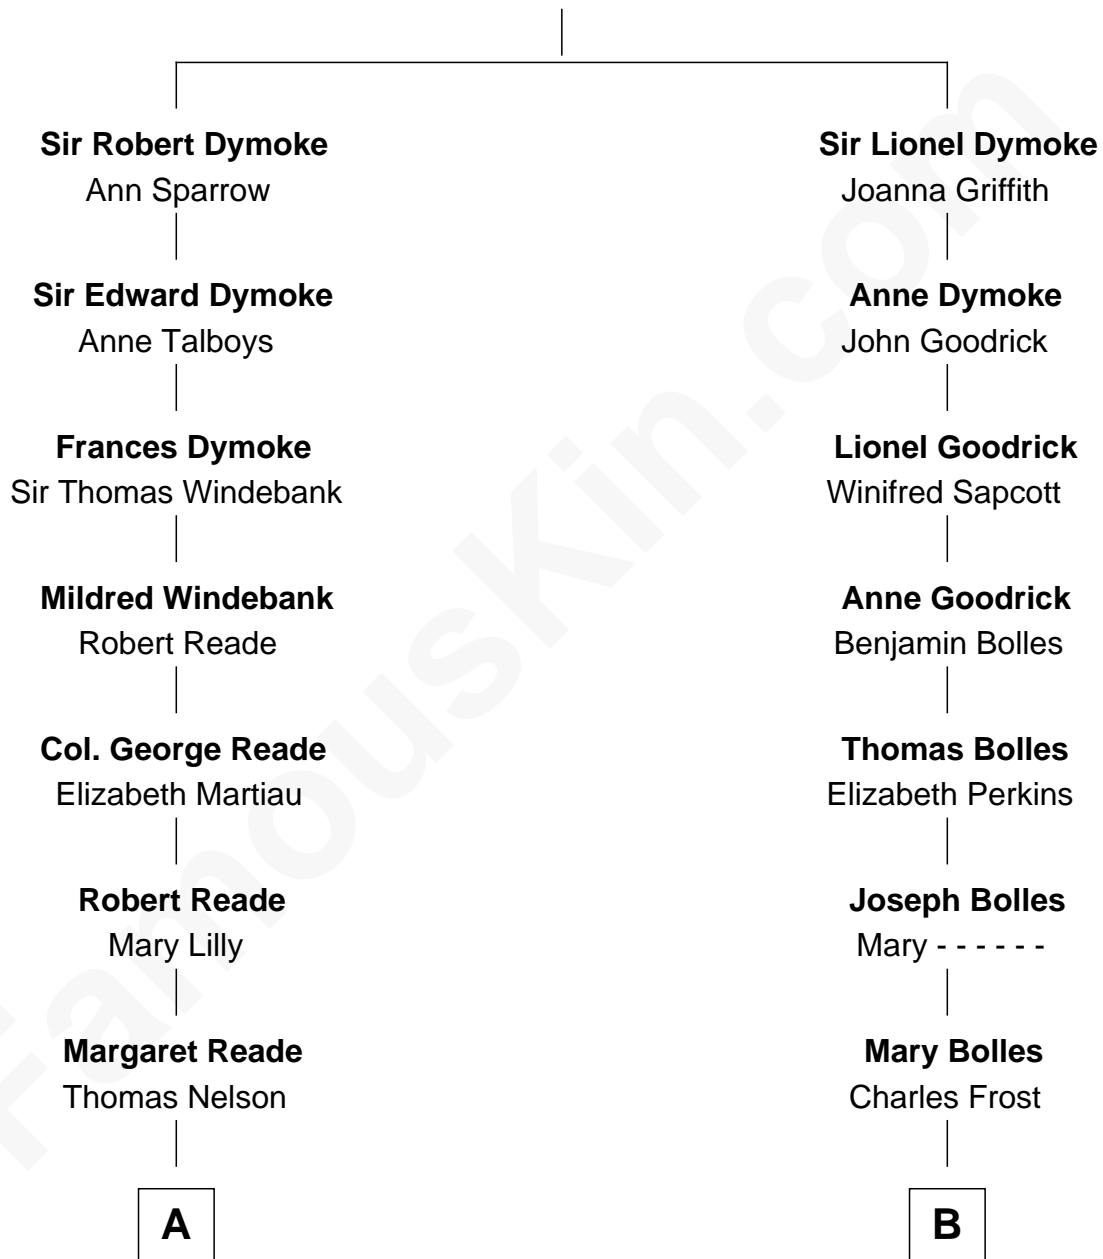 Sir Robert Dymoke
Ann Sparrow
Sir Edward Dymoke
Anne Talboys
Frances Dymoke
Sir Thomas Windebank
Mildred Windebank
Robert Reade
Col. George Reade
Elizabeth Martiau
Robert Reade
Mary Lilly
Margaret Reade
Thomas Nelson
A
Sir Lionel Dymoke
Joanna Griffith
Anne Dymoke
John Goodrick
Lionel Goodrick
Winifred Sapcott
Anne Goodrick
Benjamin Bolles
Thomas Bolles
Elizabeth Perkins
Joseph Bolles
Mary - - - - - -
Mary Bolles
Charles Frost
B
FamousKin.com